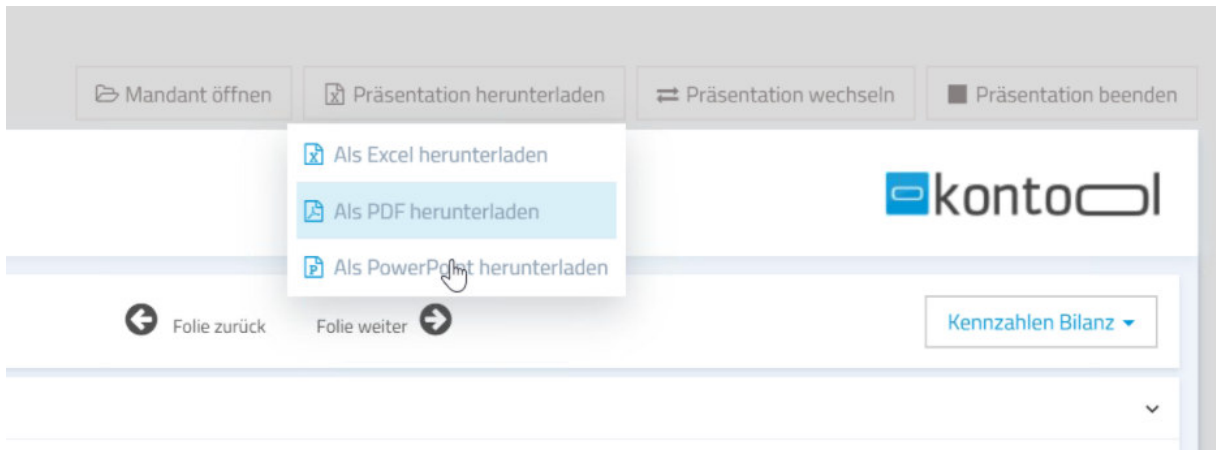 Mandant öffnen
Präsentation herunterladen
Präsentation wechseln
Präsentation beenden
Als Excel herunterladen
Als PDF herunterladen
Als PowerPoint herunterladen
kontool
Folie zurück
Folie weiter
Kennzahlen Bilanz